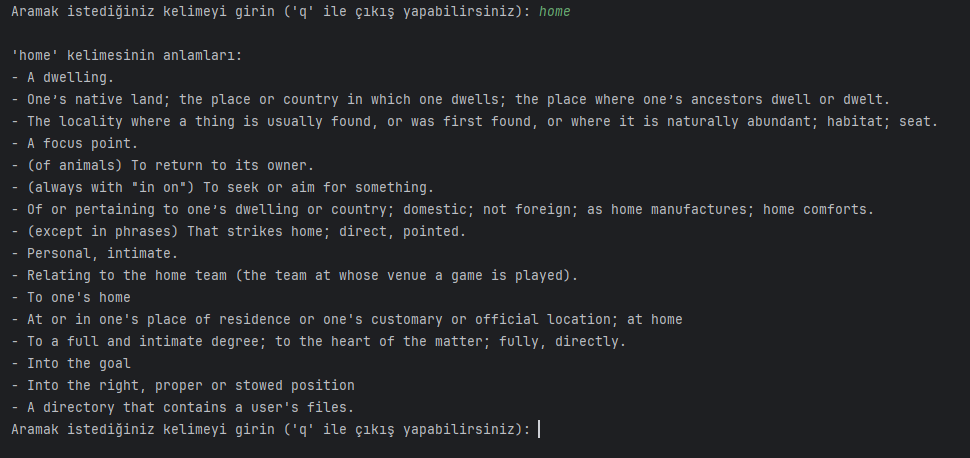 Aramak istediğiniz kelimeyi girin ('q' ile çıkış yapabilirsiniz): home
'home' kelimesinin anlamları:
- A dwelling.
- One’s native land; the place or country in which one dwells; the place where one’s ancestors dwell or dwelt.
- The locality where a thing is usually found, or was first found, or where it is naturally abundant; habitat; seat.
- A focus point.
- (of animals) To return to its owner.
- (always with "in on") To seek or aim for something.
- Of or pertaining to one’s dwelling or country; domestic; not foreign; as home manufactures; home comforts.
- (except in phrases) That strikes home; direct, pointed.
- Personal, intimate.
- Relating to the home team (the team at whose venue a game is played).
- To one's home
- At or in one's place of residence or one's customary or official location; at home
- To a full and intimate degree; to the heart of the matter; fully, directly.
- Into the goal
- Into the right, proper or stowed position
- A directory that contains a user's files.
Aramak istediğiniz kelimeyi girin ('q' ile çıkış yapabilirsiniz):